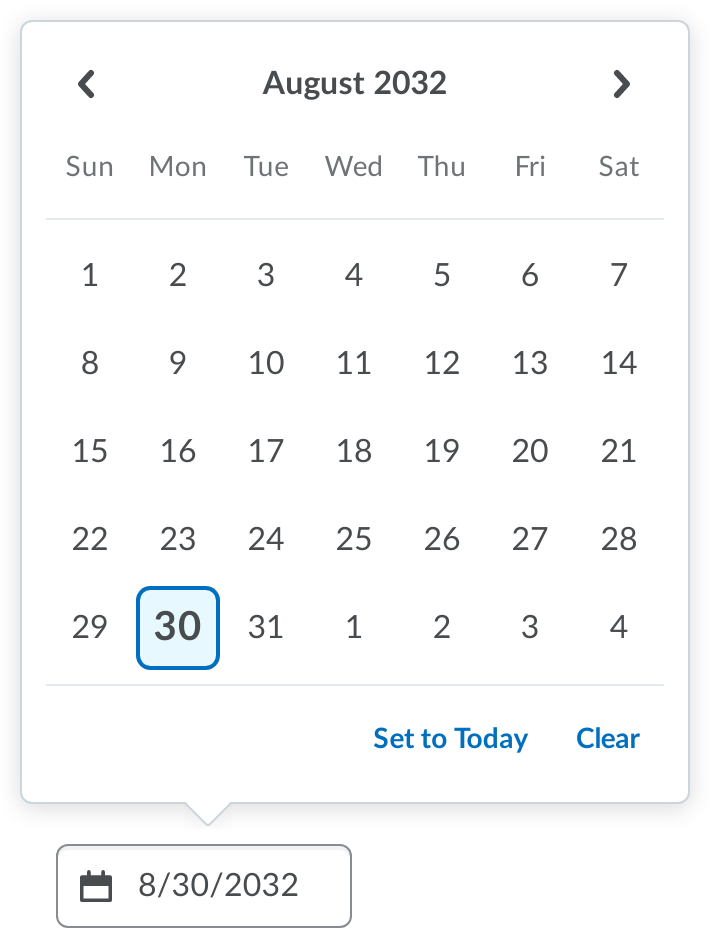 August 2032
Sun Mon Tue Wed Thu Fri Sat
1 2 3 4 5 6 7
8 9 10 11 12 13 14
15 16 17 18 19 20 21
22 23 24 25 26 27 28
29 30 31 1 2 3 4
Set to Today Clear
8/30/2032